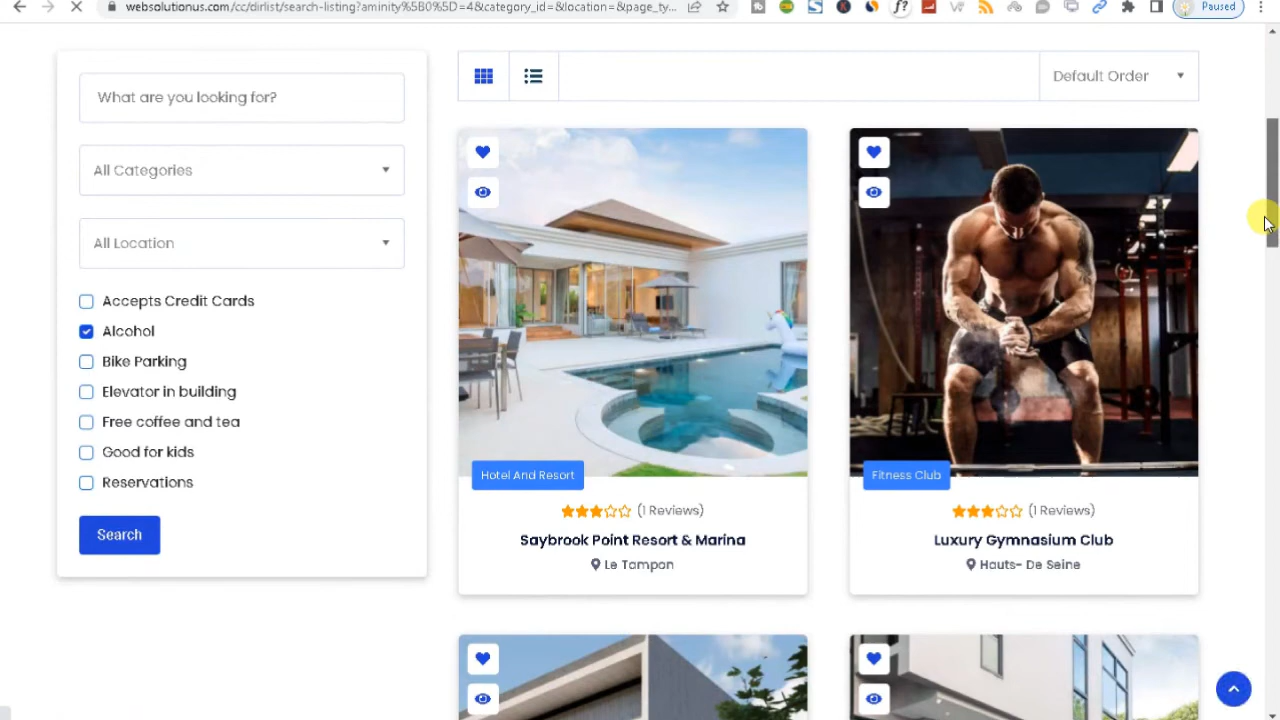 websolutionus.com/cc/dirlist/search-listing?aminity%5B0%5D=4&category_id=&location=&page_ty...
Paused
What are you looking for?
All Categories
All Location
Accepts Credit Cards
Alcohol
Bike Parking
Elevator in building
Free coffee and tea
Good for kids
Reservations
Search
Default Order
Hotel And Resort
(1 Reviews)
Saybrook Point Resort & Marina
Le Tampon
Fitness Club
(1 Reviews)
Luxury Gymnasium Club
Hauts- De Seine